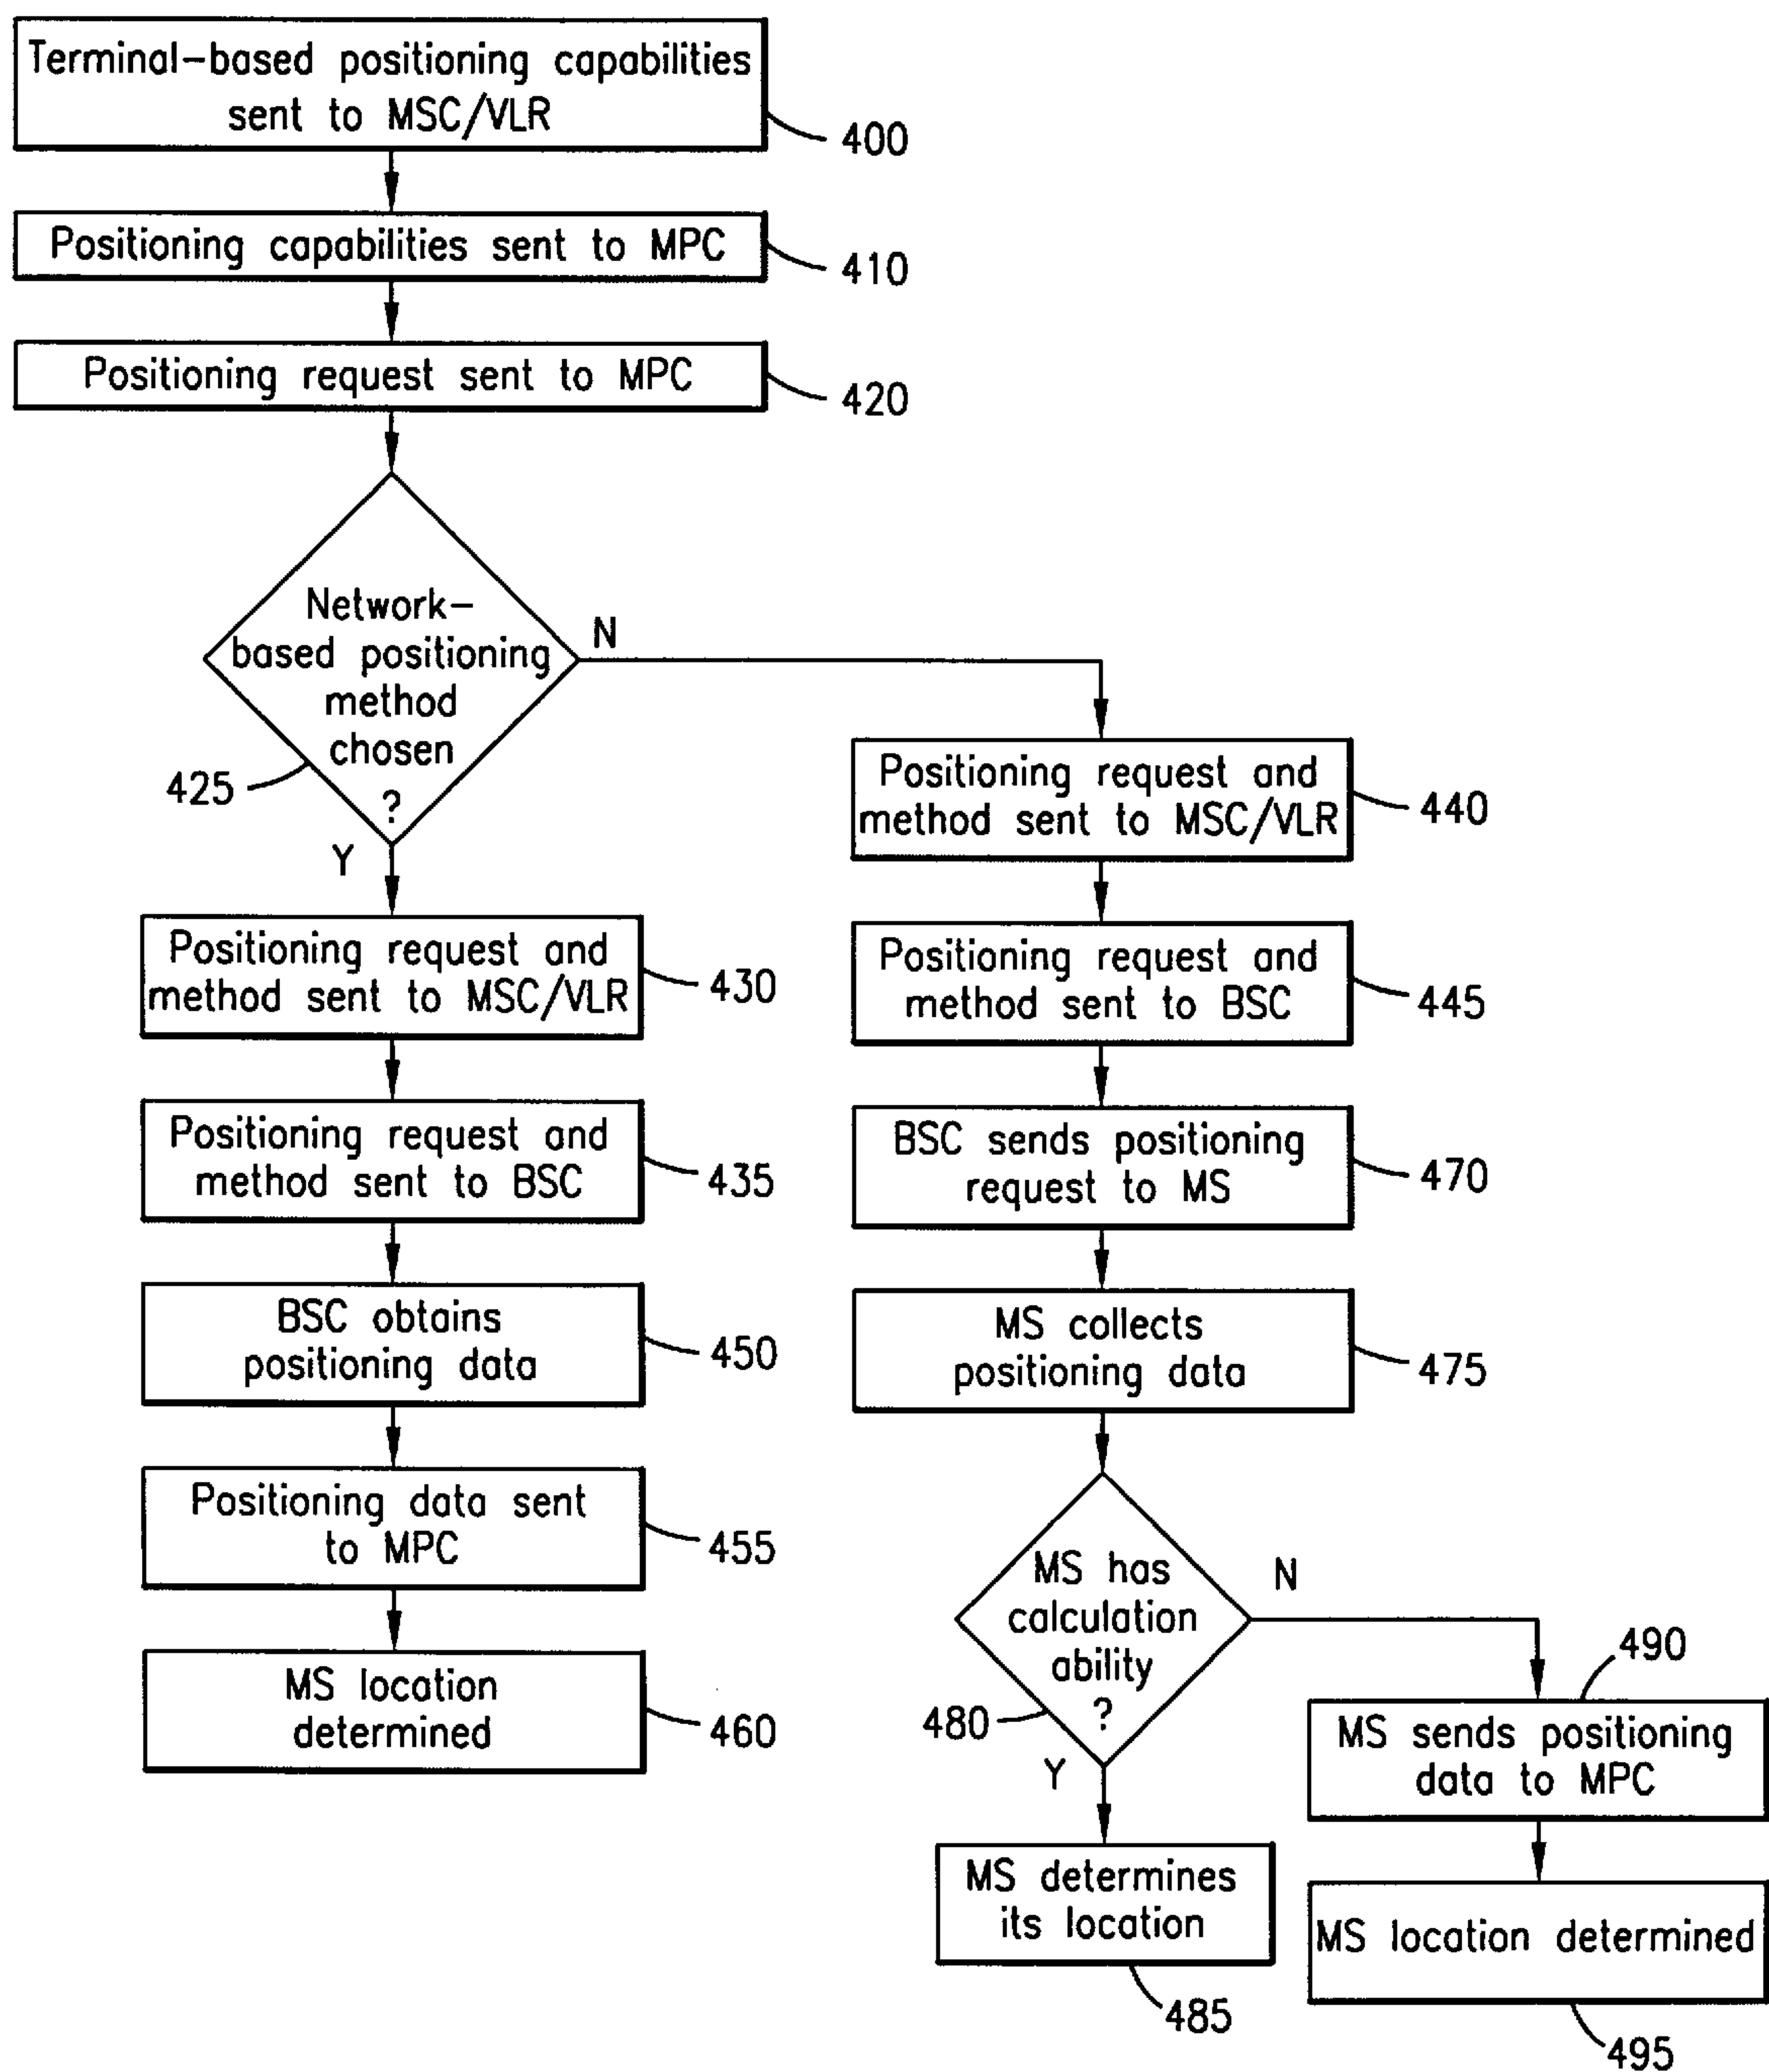 Terminal-based positioning capabilities
sent to MSC/VLR
400
Positioning capabilities sent to MPC
410
Positioning request sent to MPC
420
Network-
based positioning
method
chosen
?
425
N
Y
Positioning request and
method sent to MSC/VLR
430
Positioning request and
method sent to BSC
435
BSC obtains
positioning data
450
Positioning data sent
to MPC
455
MS location
determined
460
Positioning request and
method sent to MSC/VLR
440
Positioning request and
method sent to BSC
445
BSC sends positioning
request to MS
470
MS collects
positioning data
475
MS has
calculation
ability
?
480
N
Y
MS determines
its location
485
490
MS sends positioning
data to MPC
MS location determined
495